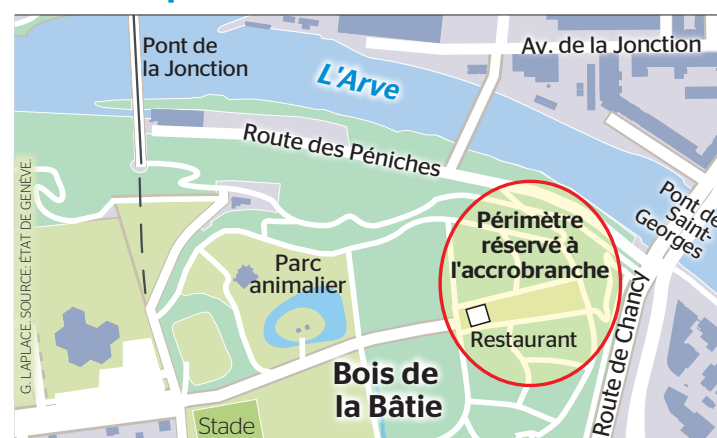 Pont de
la Jonction
Av. de la Jonction
L'Arve
Route des Péniches
Pont de
Saint-
Georges
Périmètre
réservé à
l'accrobranche
Parc
animalier
Restaurant
Route de Chancy
Bois de
la Bâtie
Stade
G. LAPLACE. SOURCE: ÉTAT DE GENÈVE.